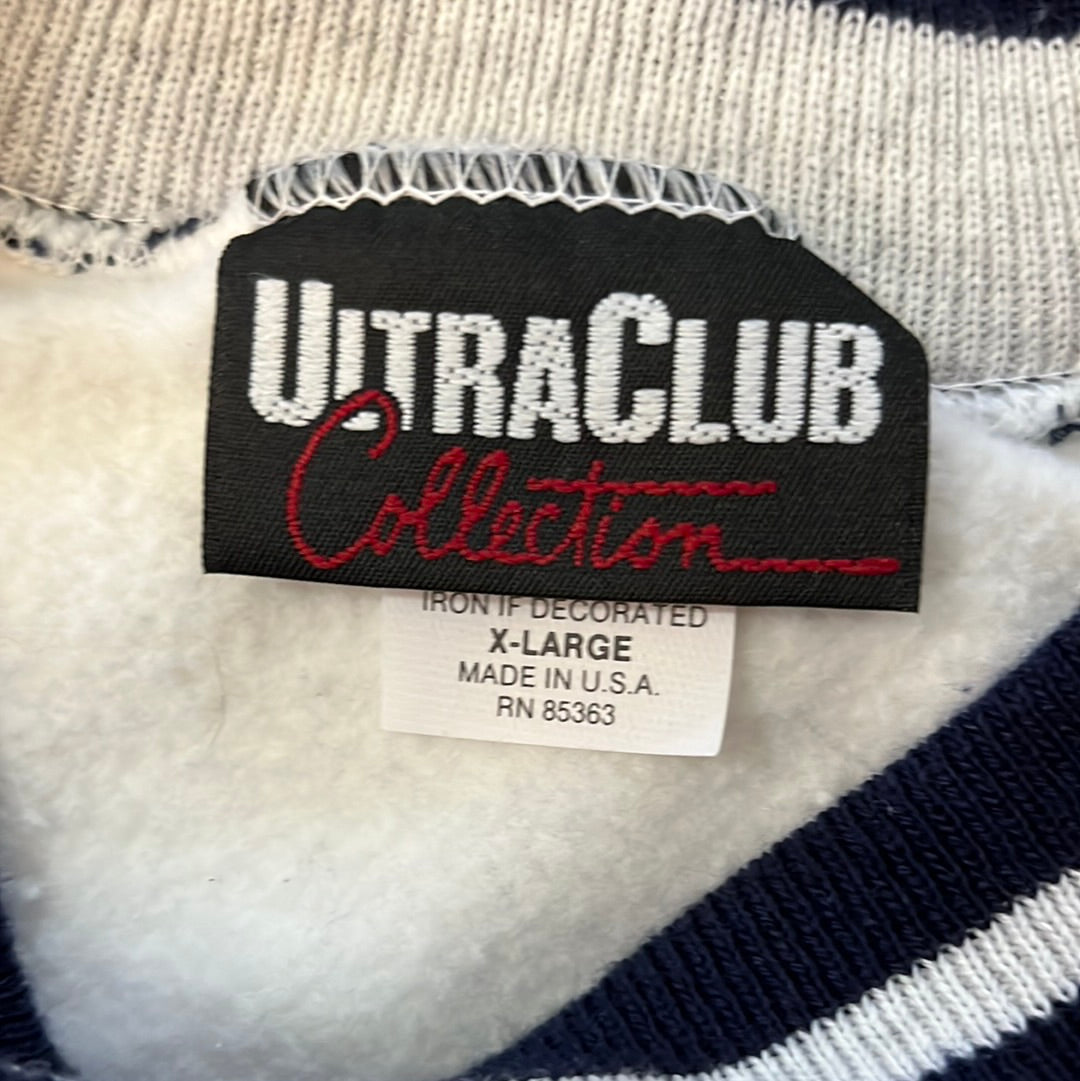 ULTRACLUB
Collection
IRON IF DECORATED
X-LARGE
MADE IN U.S.A.
RN 85363